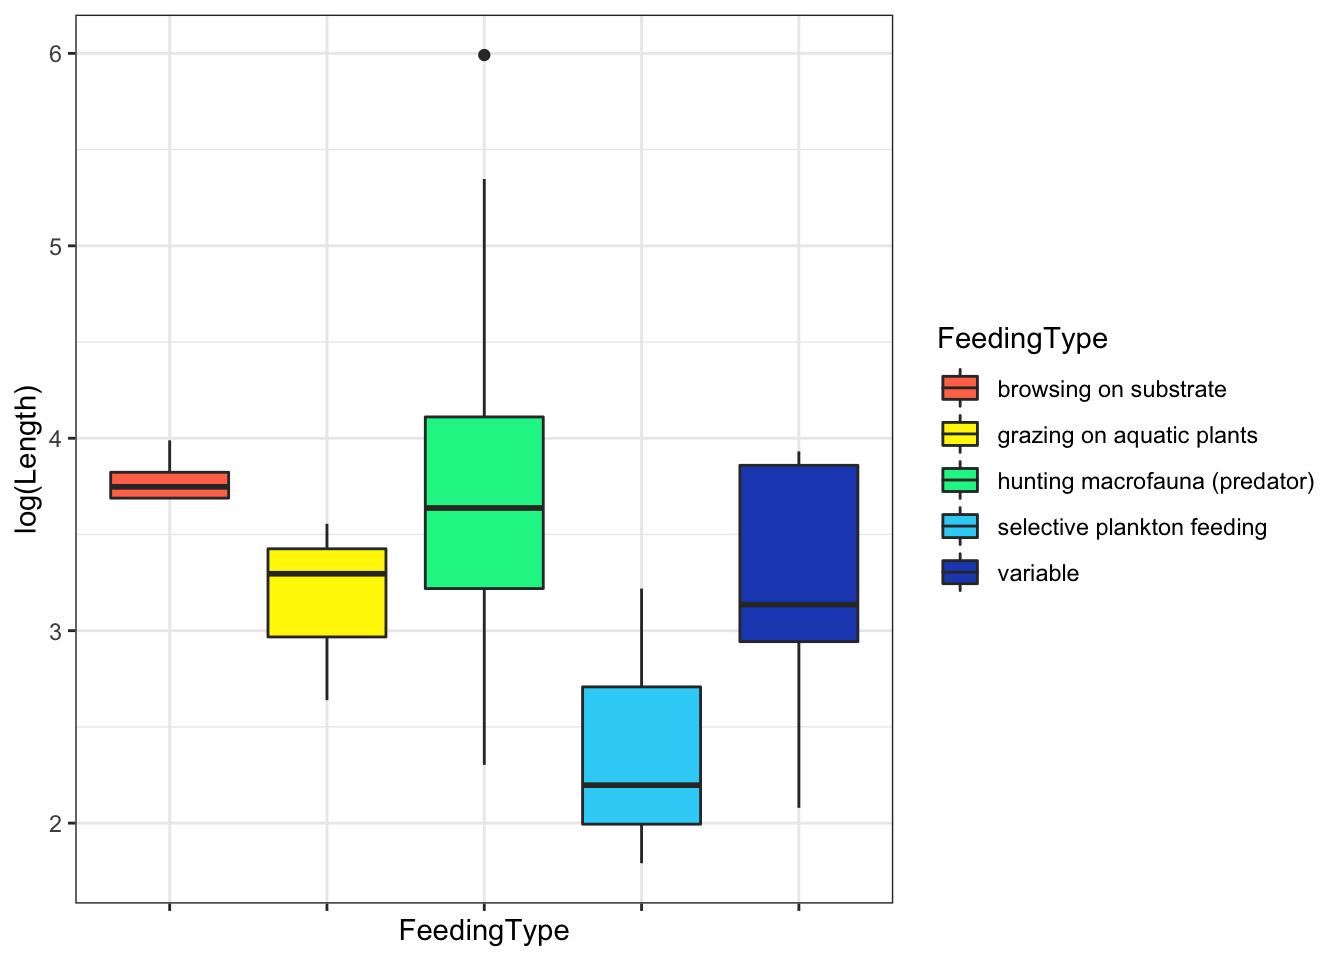 6
5
4
3
2
log(Length)
FeedingType
FeedingType
browsing on substrate
grazing on aquatic plants
hunting macrofauna (predator)
selective plankton feeding
variable